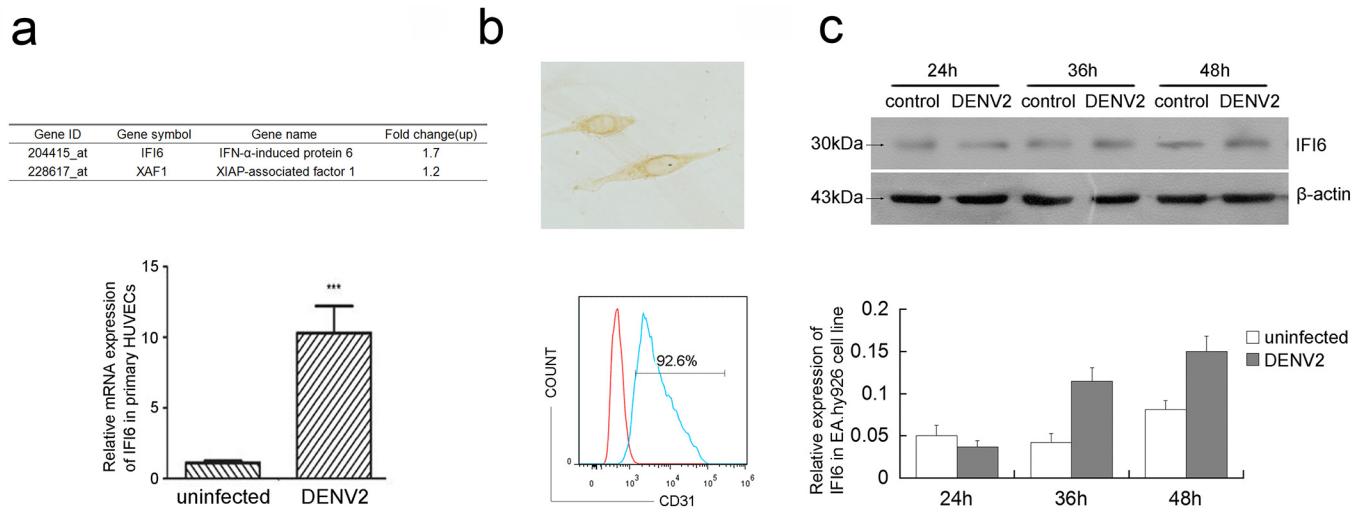 a
Gene ID Gene symbol Gene name Fold change(up)
204415_at IFI6 IFN-α-induced protein 6 1.7
228617_at XAF1 XIAP-associated factor 1 1.2
Relative mRNA expression
of IFI6 in primary HUVECs
15
10
5
0
***
uninfected DENV2
b
COUNT
92.6%
0
0 10³ 10⁴ 10⁵ 10⁶
CD31
c
24h 36h 48h
control DENV2 control DENV2 control DENV2
30kDa IFI6
43kDa β-actin
Relative expression of
IFI6 in EA.hy926 cell line
0.2
0.15
0.1
0.05
0
uninfected
DENV2
24h 36h 48h